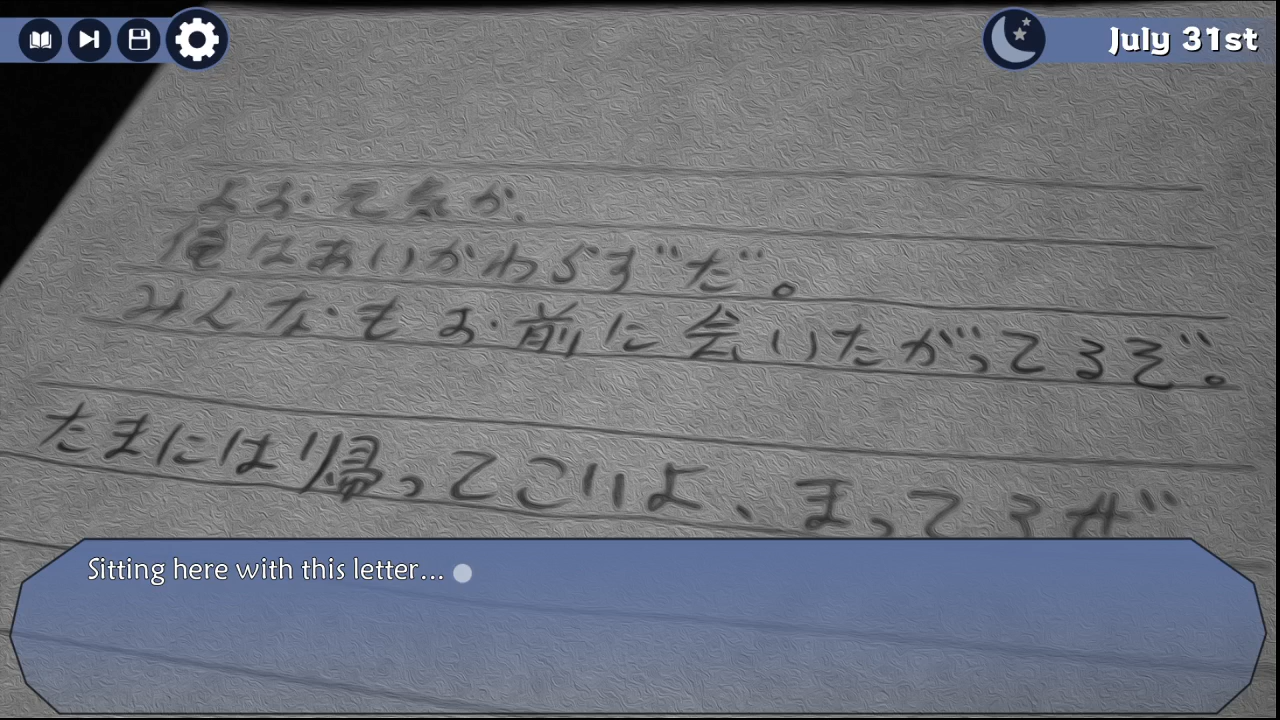 July 31st
よお元気か。
俺はあいかわらずだ。
みんなもお前に会いたがってるぞ。
たまには帰ってこいよ、まってるぜ
Sitting here with this letter...